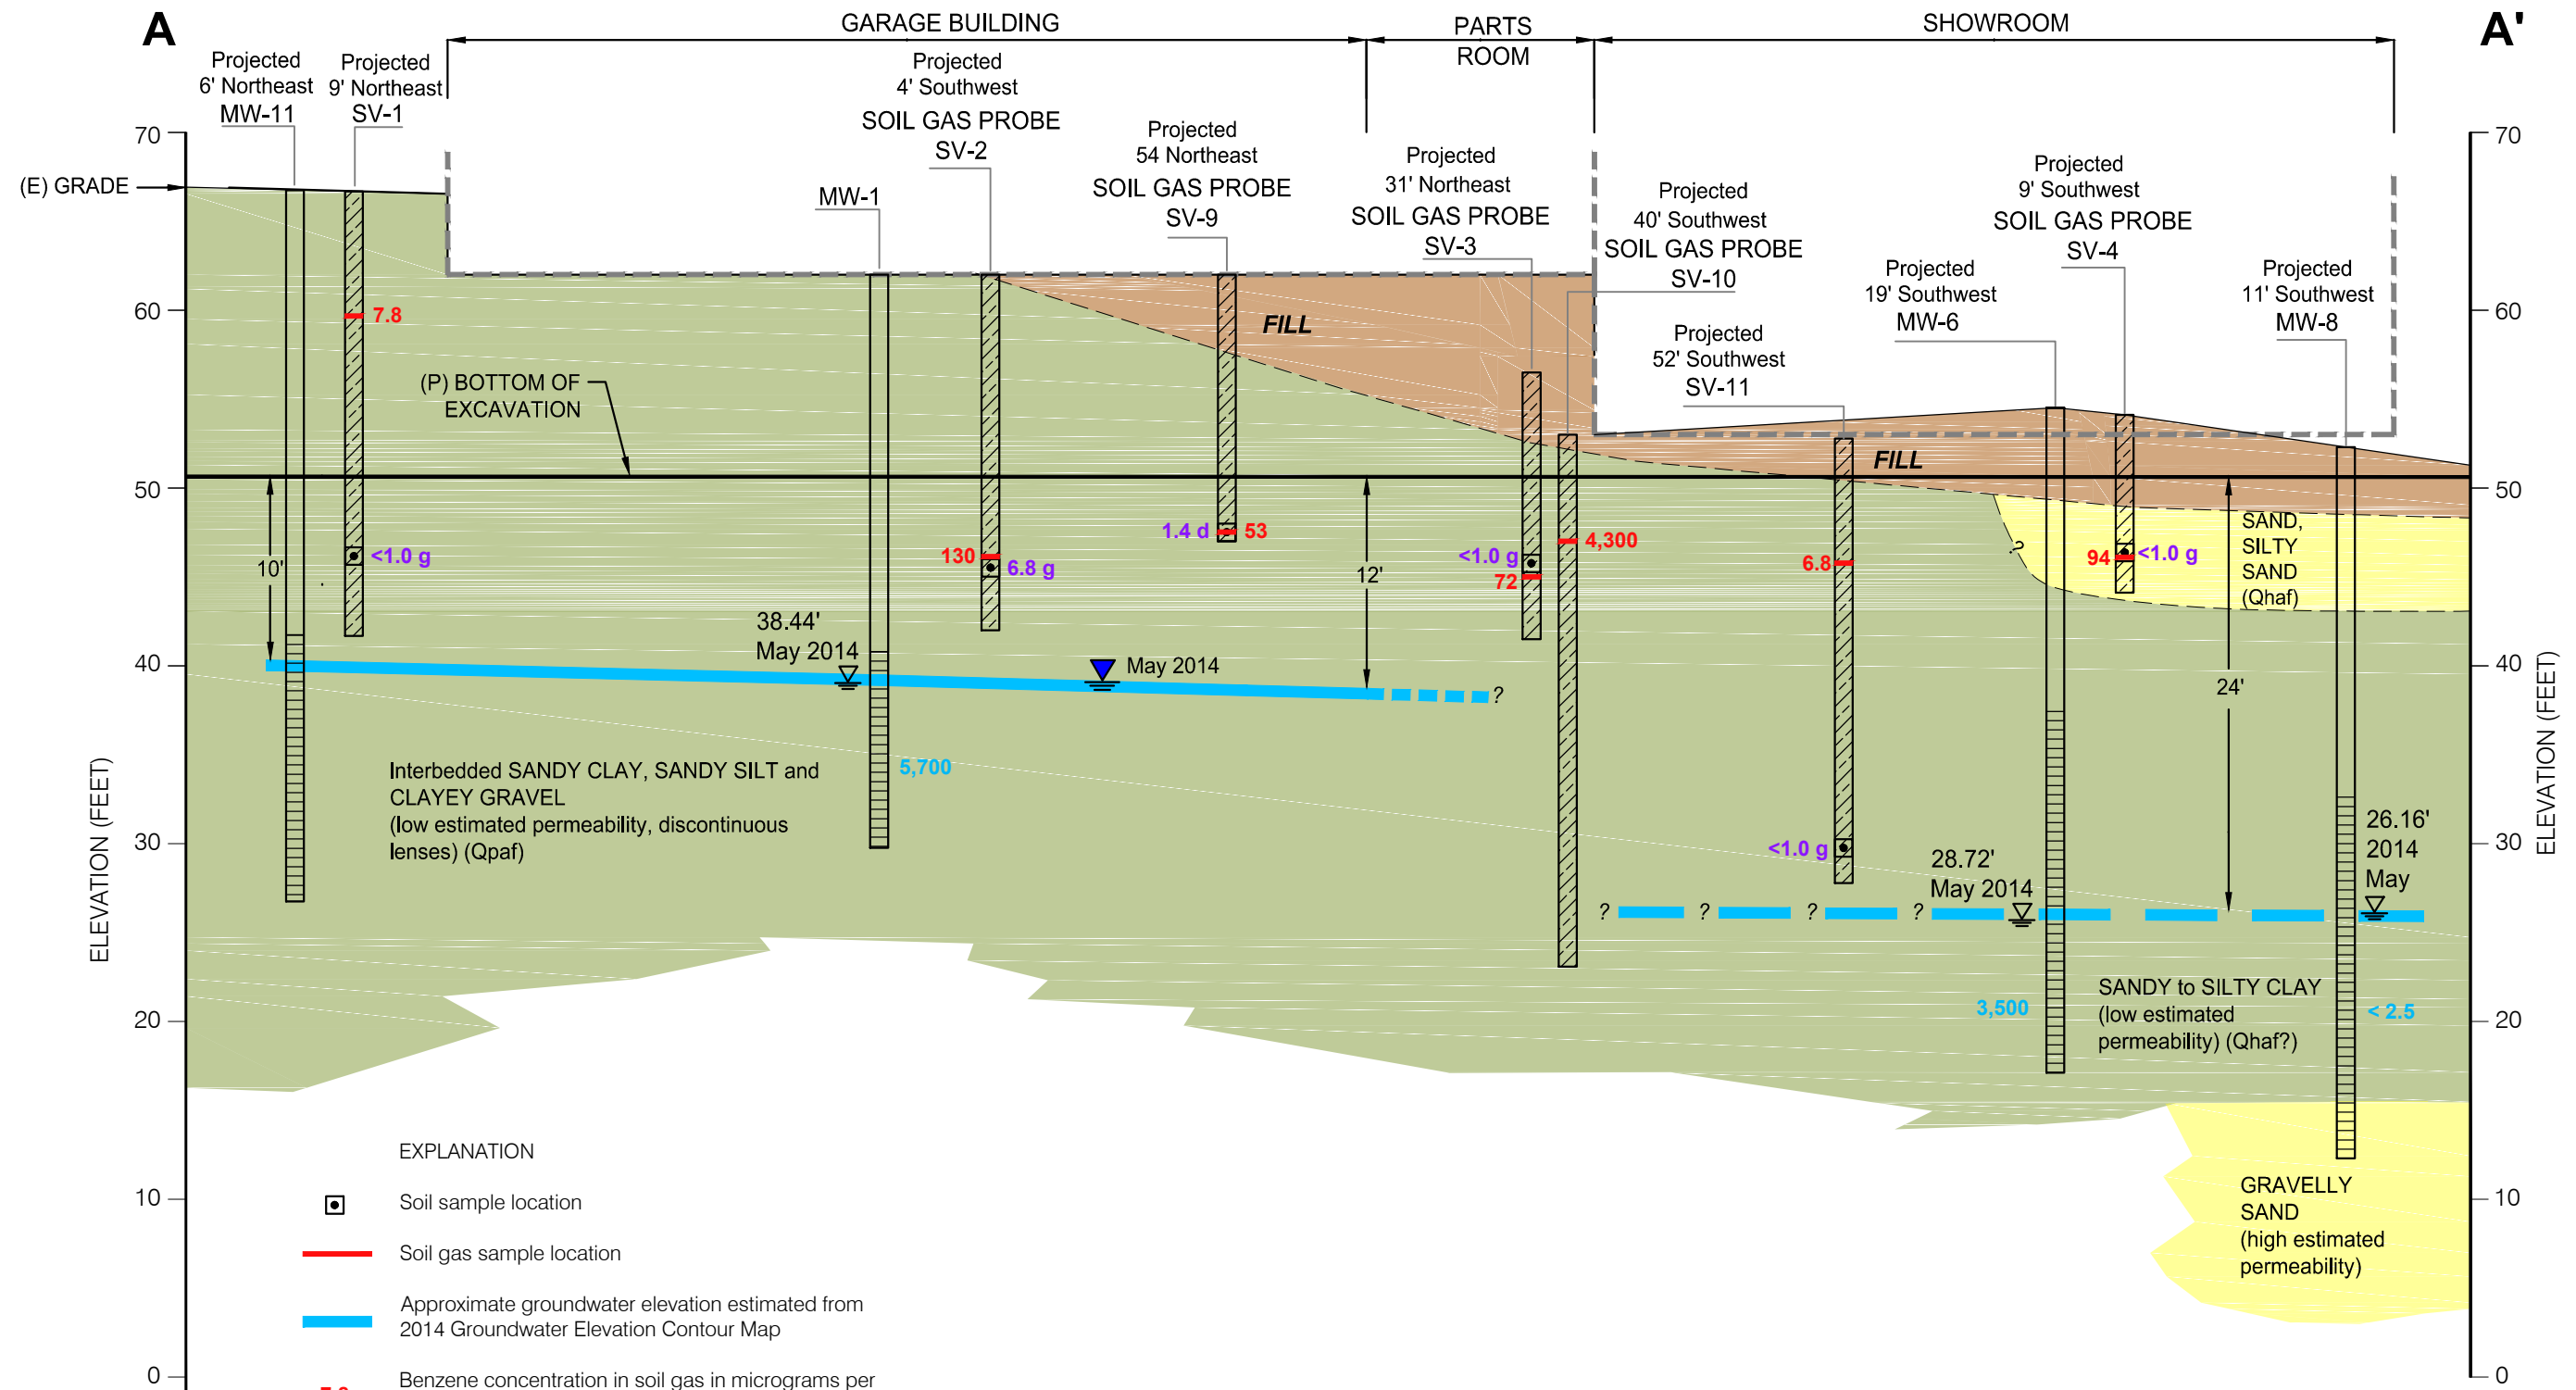 A
GARAGE BUILDING
PARTS
ROOM
SHOWROOM
A'
Projected
6' Northeast
MW-11
Projected
9' Northeast
SV-1
Projected
4' Southwest
SOIL GAS PROBE
SV-2
MW-1
Projected
54 Northeast
SOIL GAS PROBE
SV-9
Projected
31' Northeast
SOIL GAS PROBE
SV-3
Projected
40' Southwest
SOIL GAS PROBE
SV-10
Projected
52' Southwest
SV-11
Projected
19' Southwest
MW-6
Projected
9' Southwest
SOIL GAS PROBE
SV-4
Projected
11' Southwest
MW-8
70
60
50
40
30
20
10
0
ELEVATION (FEET)
(E) GRADE
7.8
(P) BOTTOM OF
EXCAVATION
FILL
FILL
10'
<1.0 g
130
6.8 g
1.4 d
53
12'
<1.0 g
72
4,300
6.8
?
94
<1.0 g
SAND,
SILTY
SAND
(Qhaf)
38.44'
May 2014
May 2014
?
24'
5,700
Interbedded SANDY CLAY, SANDY SILT and
CLAYEY GRAVEL
(low estimated permeability, discontinuous
lenses) (Qpaf)
<1.0 g
28.72'
May 2014
26.16'
2014
May
?
?
?
?
3,500
SANDY to SILTY CLAY
(low estimated
permeability) (Qhaf?)
< 2.5
GRAVELLY
SAND
(high estimated
permeability)
70
60
50
40
30
20
10
0
ELEVATION (FEET)
EXPLANATION
Soil sample location
Soil gas sample location
Approximate groundwater elevation estimated from
2014 Groundwater Elevation Contour Map
Benzene concentration in soil gas in micrograms per